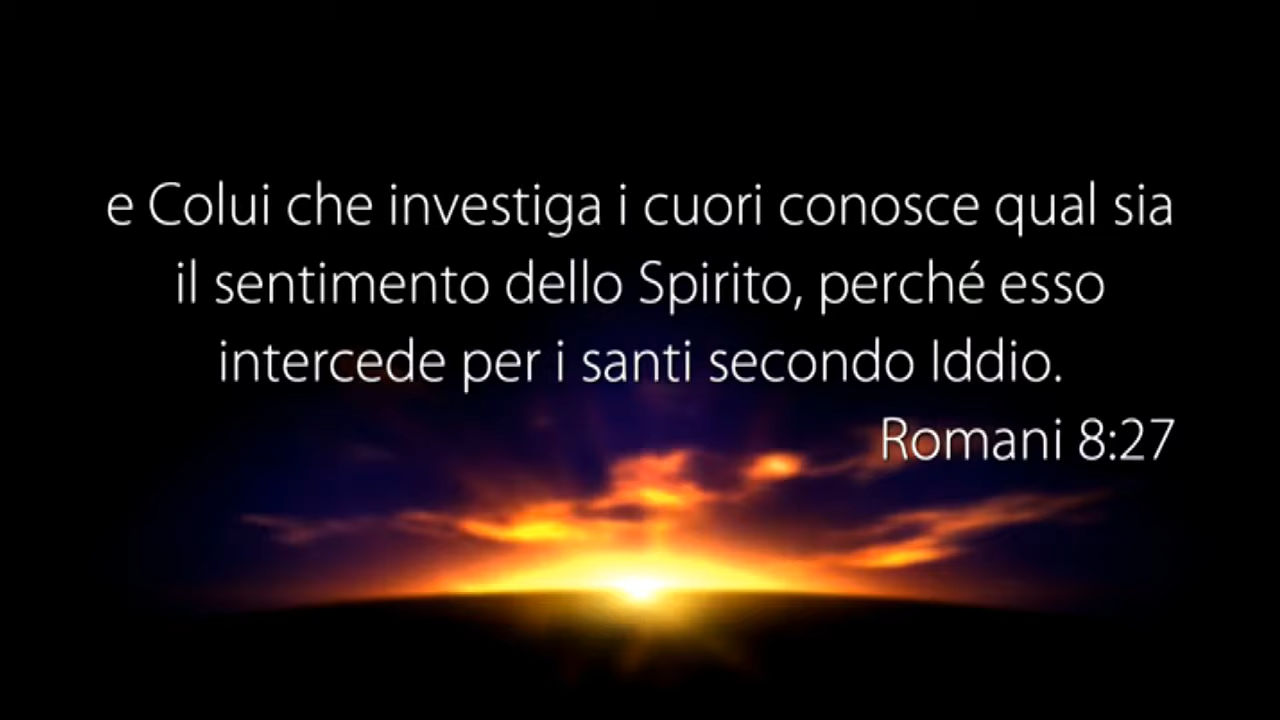 e Colui che investiga i cuori conosce qual sia
il sentimento dello Spirito, perché esso
intercede per i santi secondo Iddio.
Romani 8:27